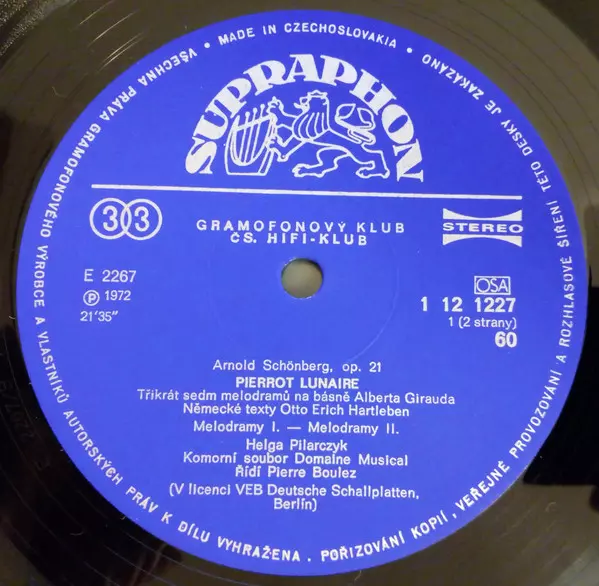 MADE IN CZECHOSLOVAKIA
VŠECHNA PRÁVA GRAMOFONOVÉHO VÝROBCE A VLASTNÍKŮ AUTORSKÝCH PRÁV K DÍLU VYHRAŽENA. POŘIZOVÁNÍ KOPIÍ, VEŘEJNÉ PROVOZOVÁNÍ A ROZHLASOVÉ ŠÍŘENÍ TÉTO DESKY JE ZAKÁZÁNO
SUPRAPHON
33
GRAMOFONOVÝ KLUB
ČS. HIFI-KLUB
STEREO
E 2267
℗ 1972
21'35"
OSA
1 12 1227
1 (2 strany)
60
Arnold Schönberg, op. 21
PIERROT LUNAIRE
Třikrát sedm melodramů na básně Alberta Girauda
Německé texty Otto Erich Hartleben
Melodramy I. — Melodramy II.
Helga Pilarczyk
Komorní soubor Domaine Musical
Řídí Pierre Boulez
(V licenci VEB Deutsche Schallplatten,
Berlín)